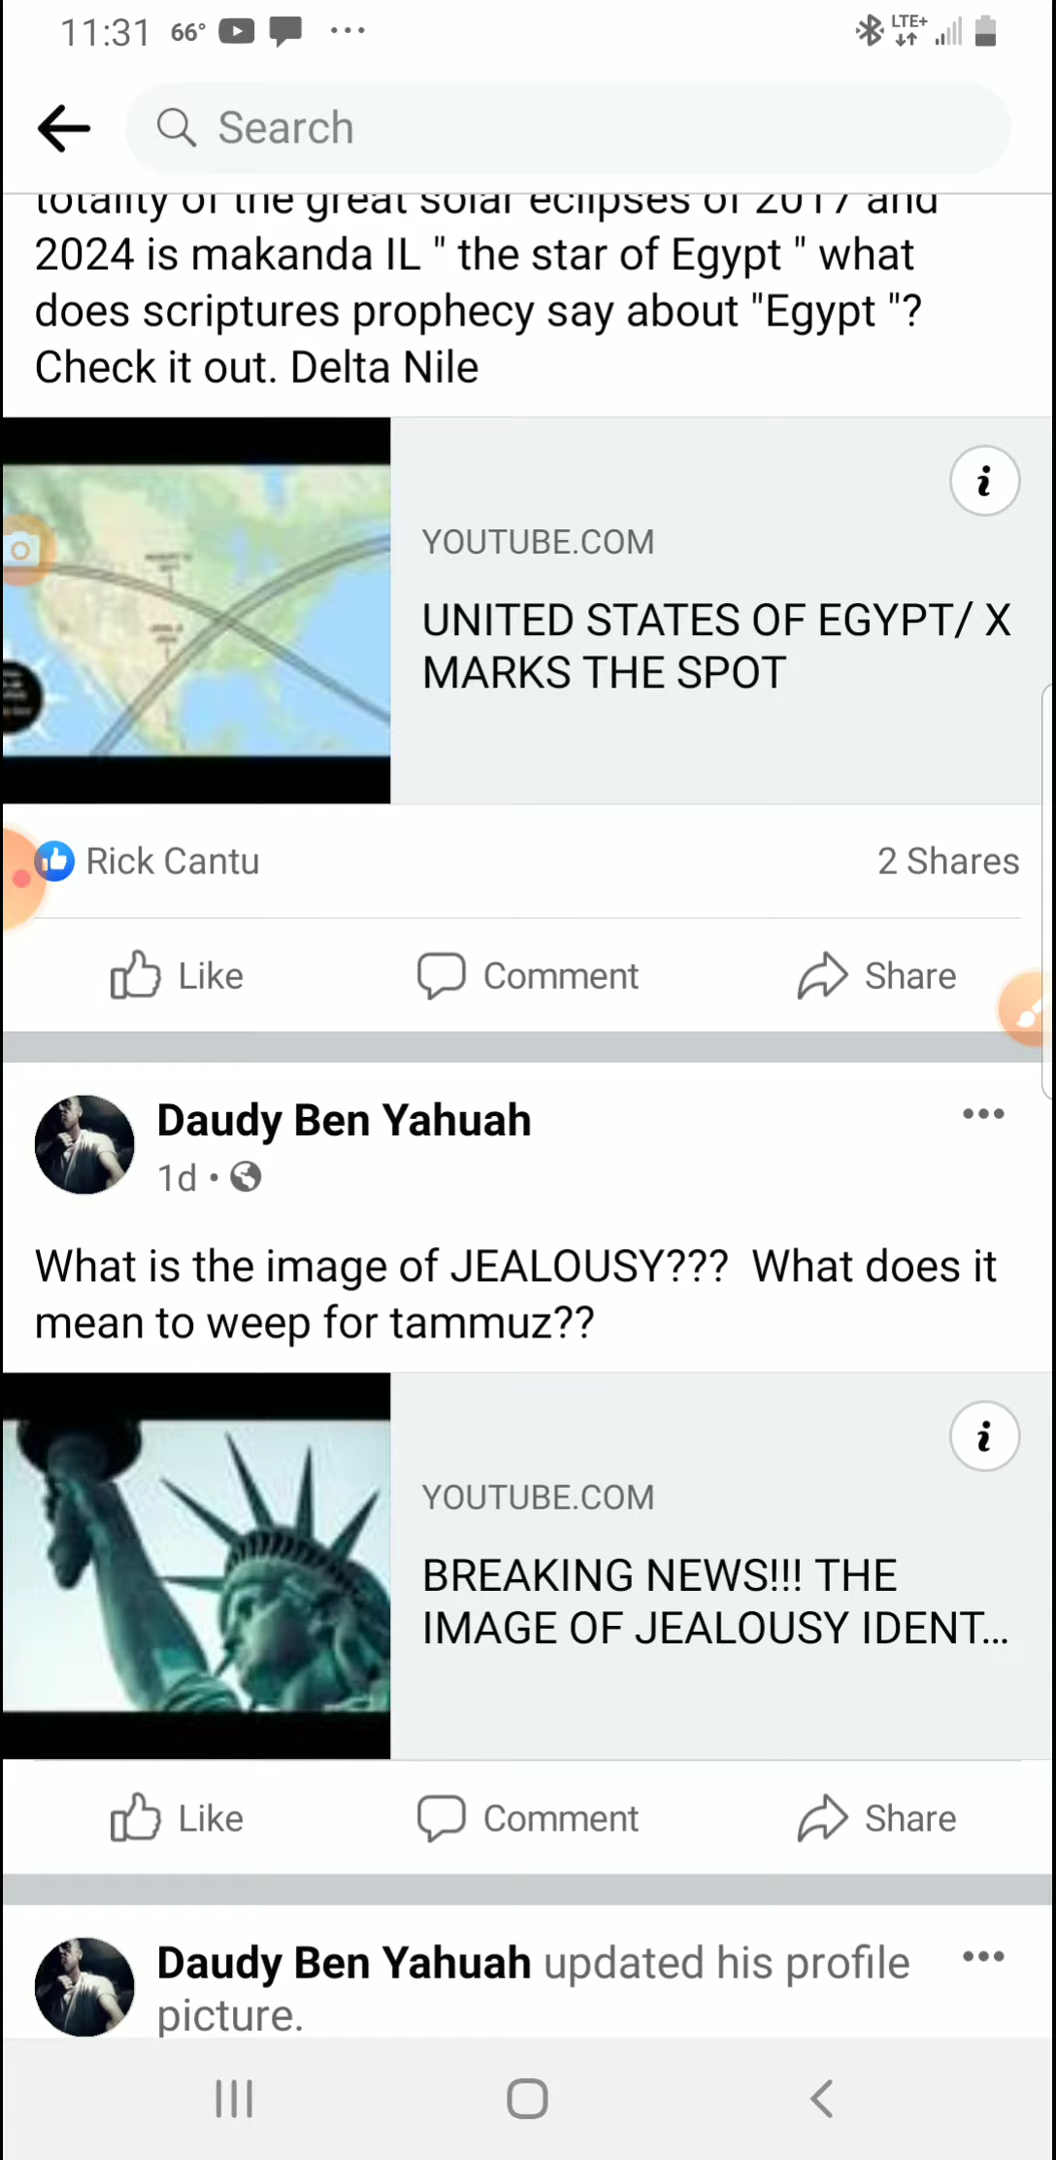 11:31 66° ...
LTE+
Search
totality of the great solar eclipses of 2017 and
2024 is makanda IL " the star of Egypt " what
does scriptures prophecy say about "Egypt "?
Check it out. Delta Nile
i
YOUTUBE.COM
UNITED STATES OF EGYPT/ X
MARKS THE SPOT
Rick Cantu
2 Shares
Like
Comment
Share
Daudy Ben Yahuah
1d •
What is the image of JEALOUSY??? What does it
mean to weep for tammuz??
i
YOUTUBE.COM
BREAKING NEWS!!! THE
IMAGE OF JEALOUSY IDENT...
Like
Comment
Share
Daudy Ben Yahuah updated his profile
picture.